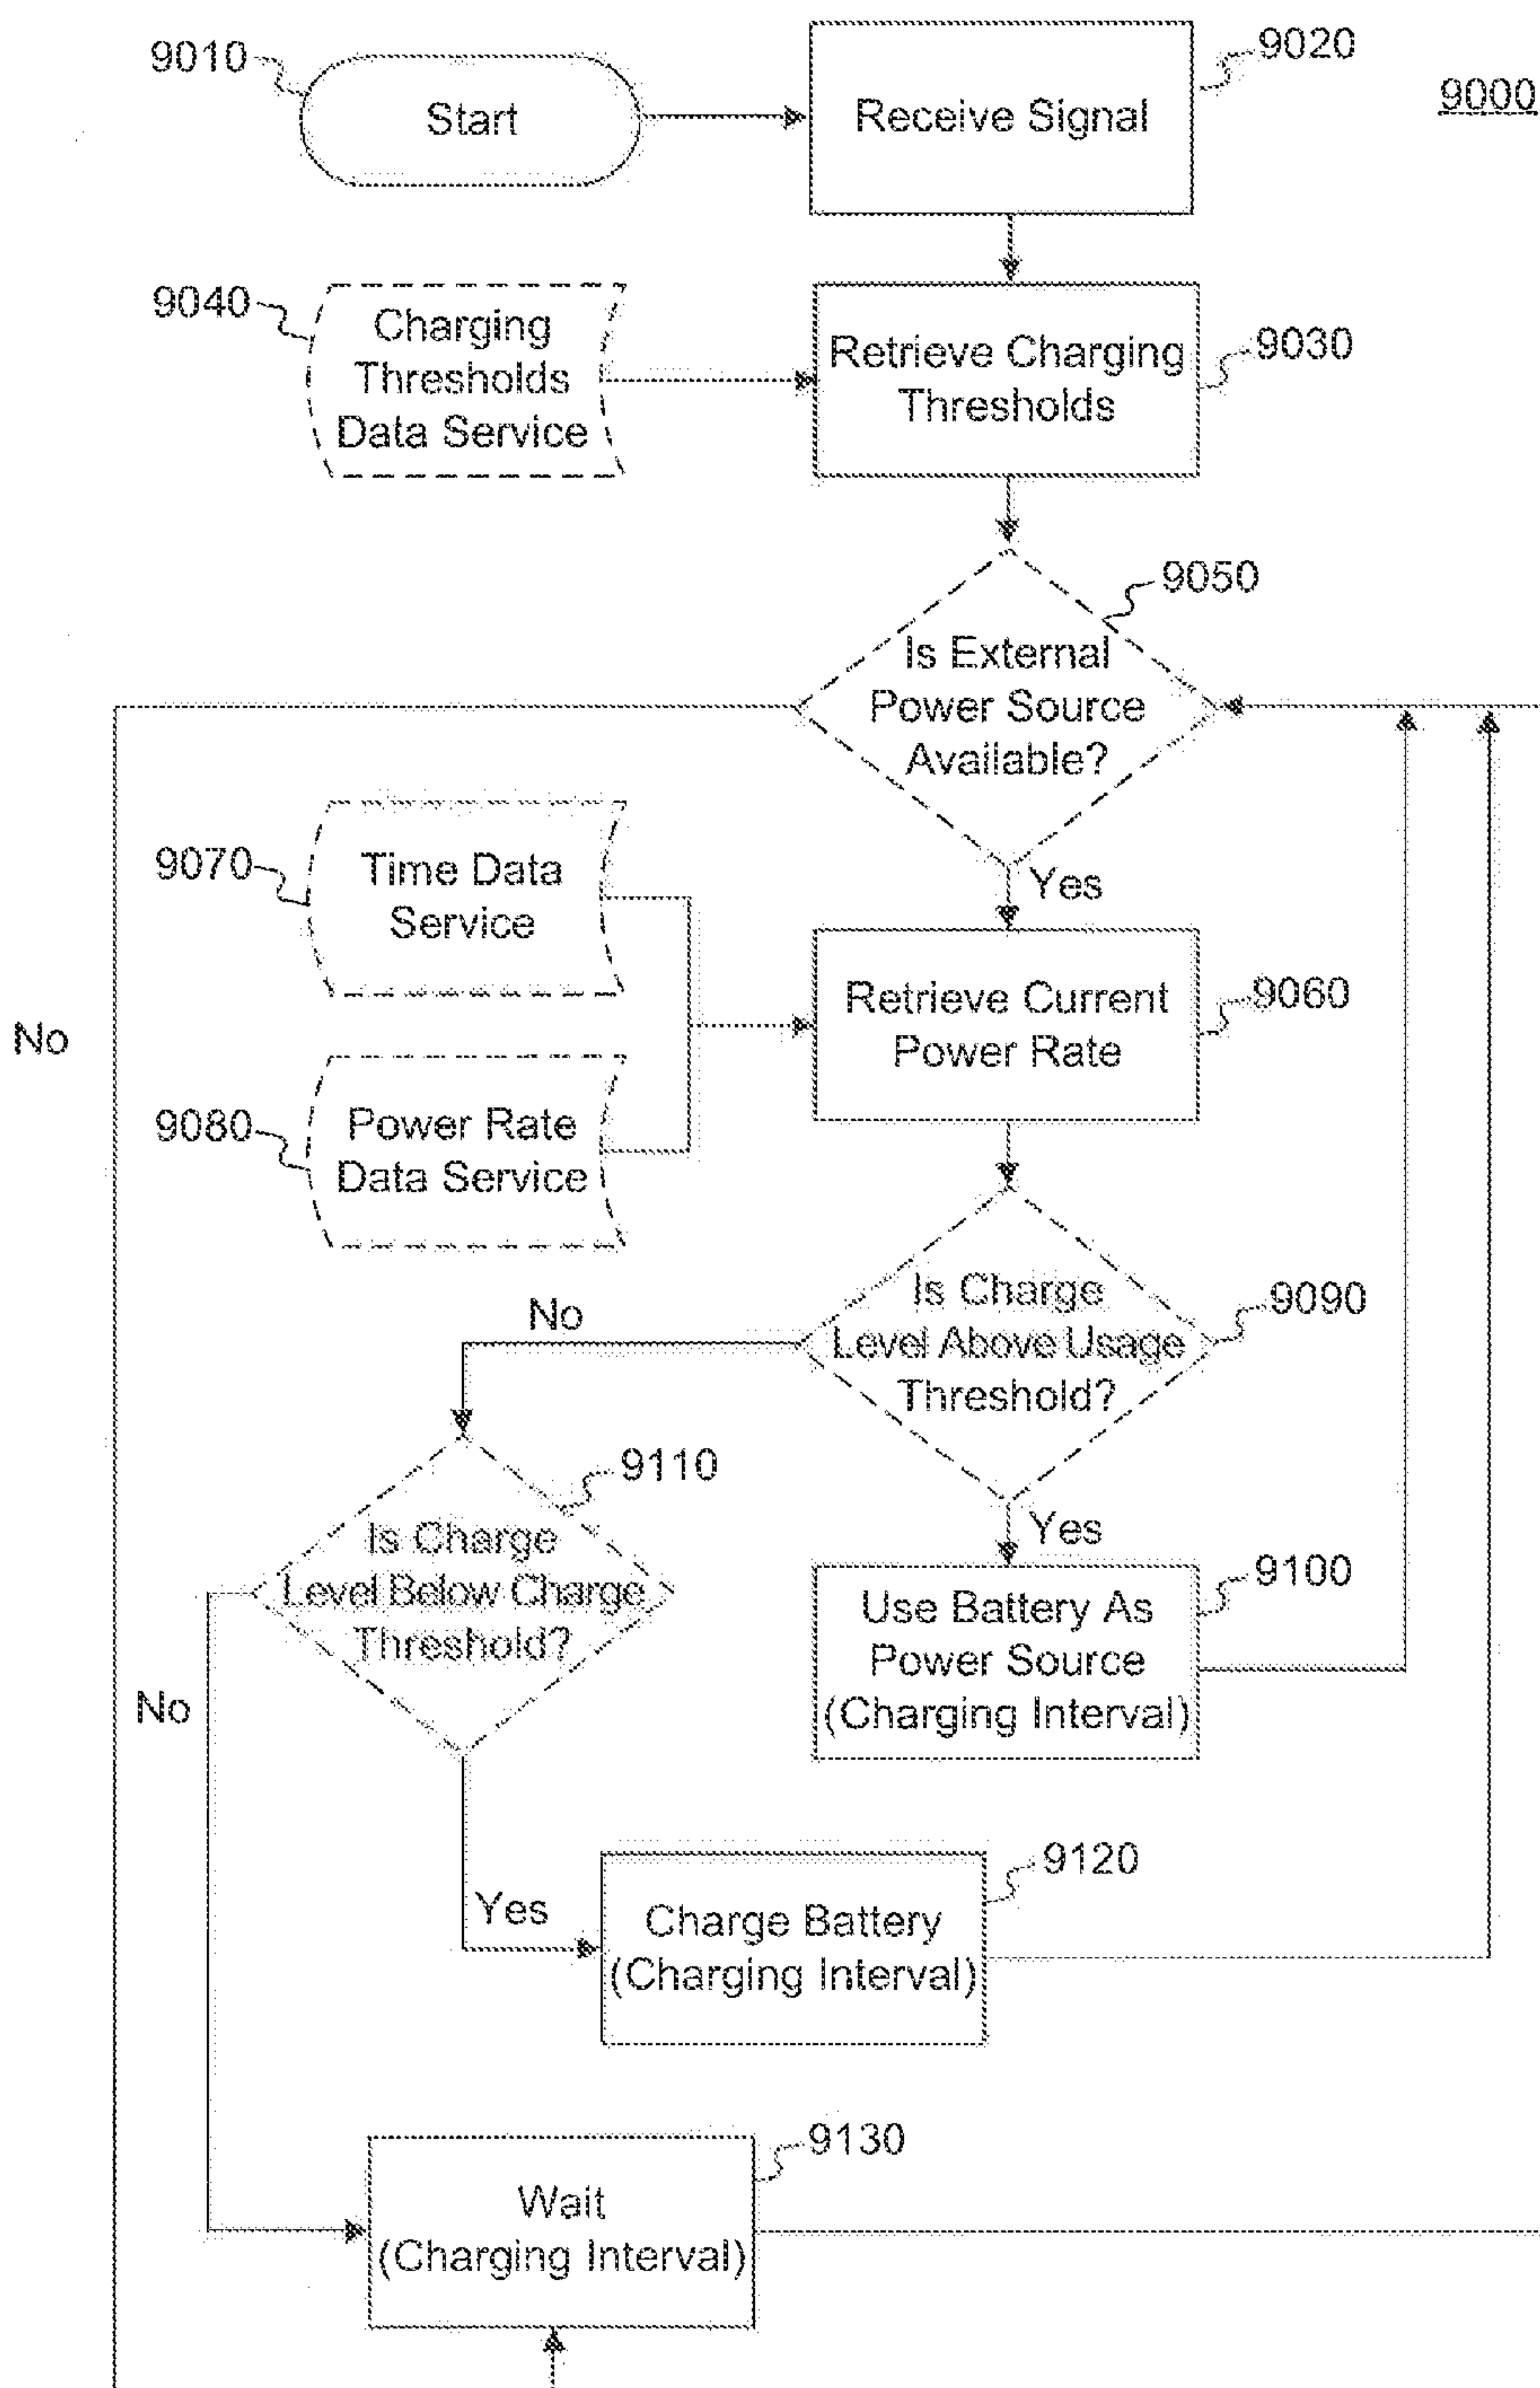 9010
Start
Receive Signal
9020
9000
9040
Charging
Thresholds
Data Service
Retrieve Charging
Thresholds
9030
9050
Is External
Power Source
Available?
Yes
No
9070
Time Data
Service
Retrieve Current
Power Rate
9060
9080
Power Rate
Data Service
No
Is Charge
Level Above Usage
Threshold?
9090
Yes
9110
Is Charge
Level Below Charge
Threshold?
No
Use Battery As
Power Source
(Charging Interval)
9100
Yes
Charge Battery
(Charging Interval)
9120
Wait
(Charging Interval)
9130